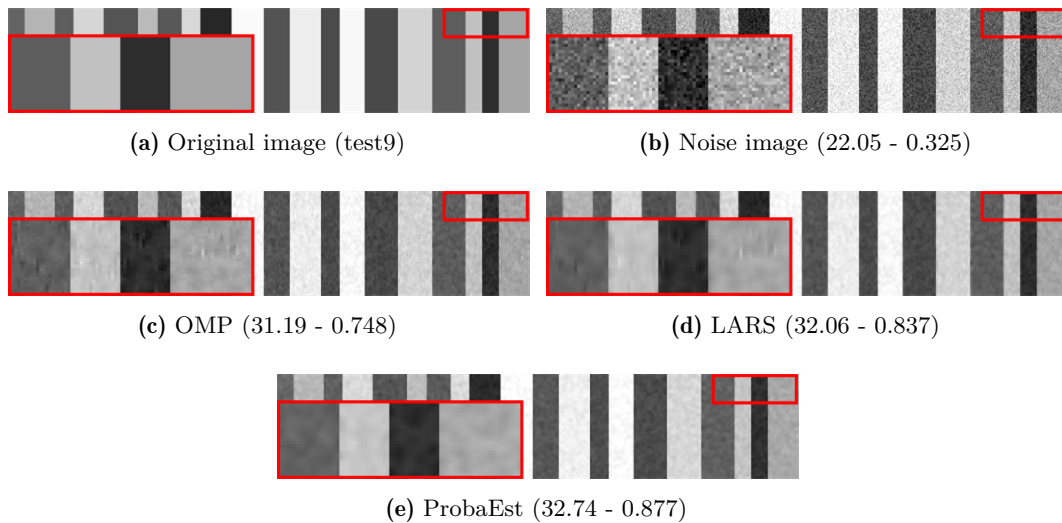 (a) Original image (test9)
(b) Noise image (22.05 - 0.325)
(c) OMP (31.19 - 0.748)
(d) LARS (32.06 - 0.837)
(e) ProbaEst (32.74 - 0.877)